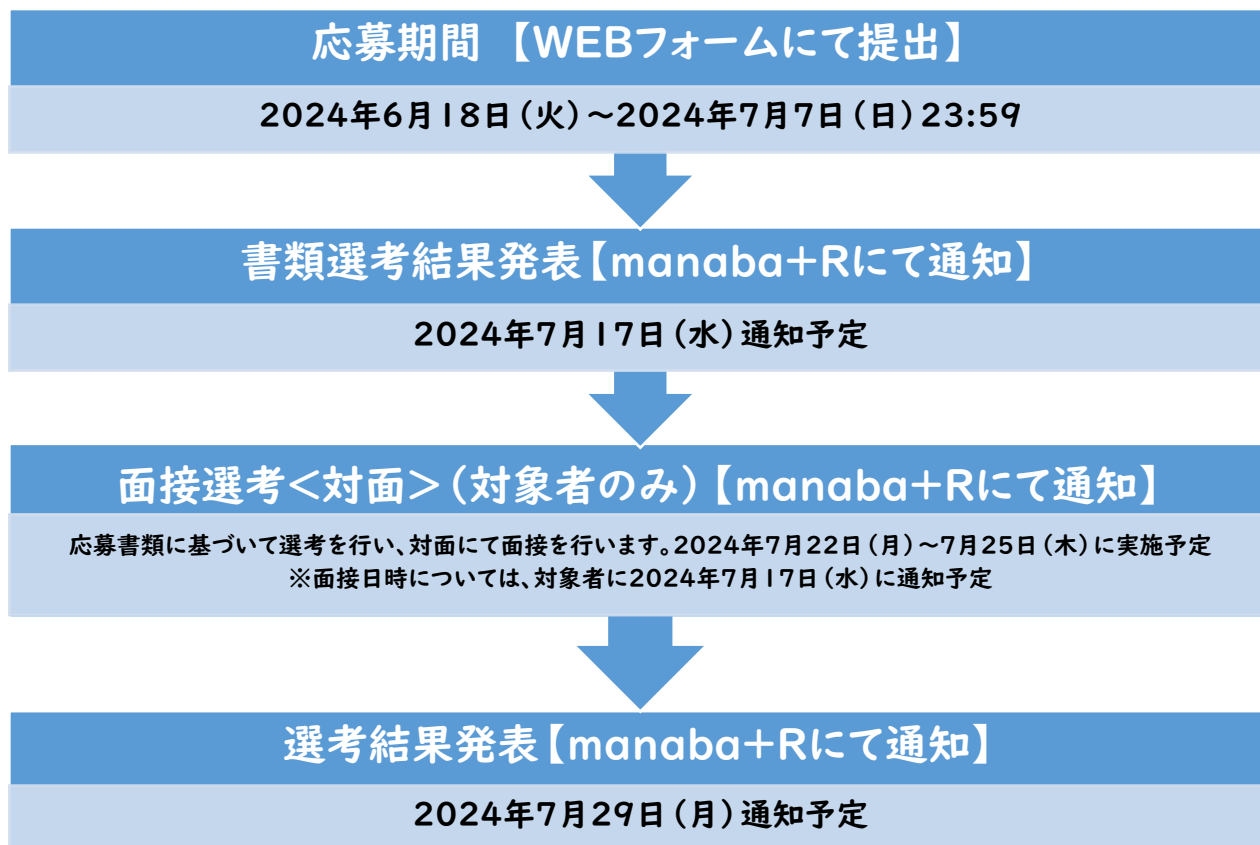 応募期間 【WEBフォームにて提出】
2024年6月18日(火)~2024年7月7日(日)23:59
書類選考結果発表【manaba+Rにて通知】
2024年7月17日(水)通知予定
面接選考<対面>(対象者のみ)【manaba+Rにて通知】
応募書類に基づいて選考を行い、対面にて面接を行います。2024年7月22日(月)~7月25日(木)に実施予定
※面接日時については、対象者に2024年7月17日(水)に通知予定
選考結果発表【manaba+Rにて通知】
2024年7月29日(月)通知予定